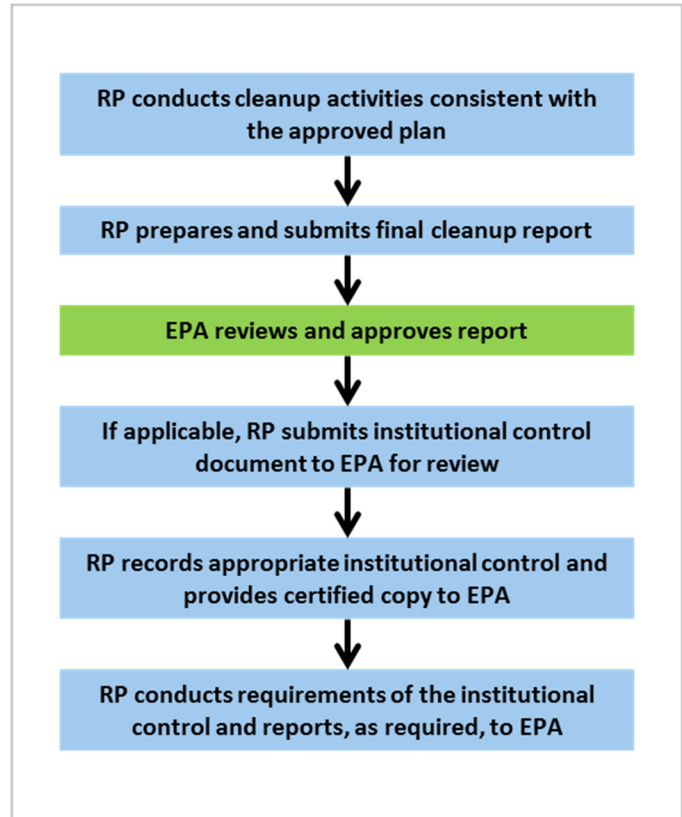 RP conducts cleanup activities consistent with
the approved plan
RP prepares and submits final cleanup report
EPA reviews and approves report
If applicable, RP submits institutional control
document to EPA for review
RP records appropriate institutional control and
provides certified copy to EPA
RP conducts requirements of the institutional
control and reports, as required, to EPA